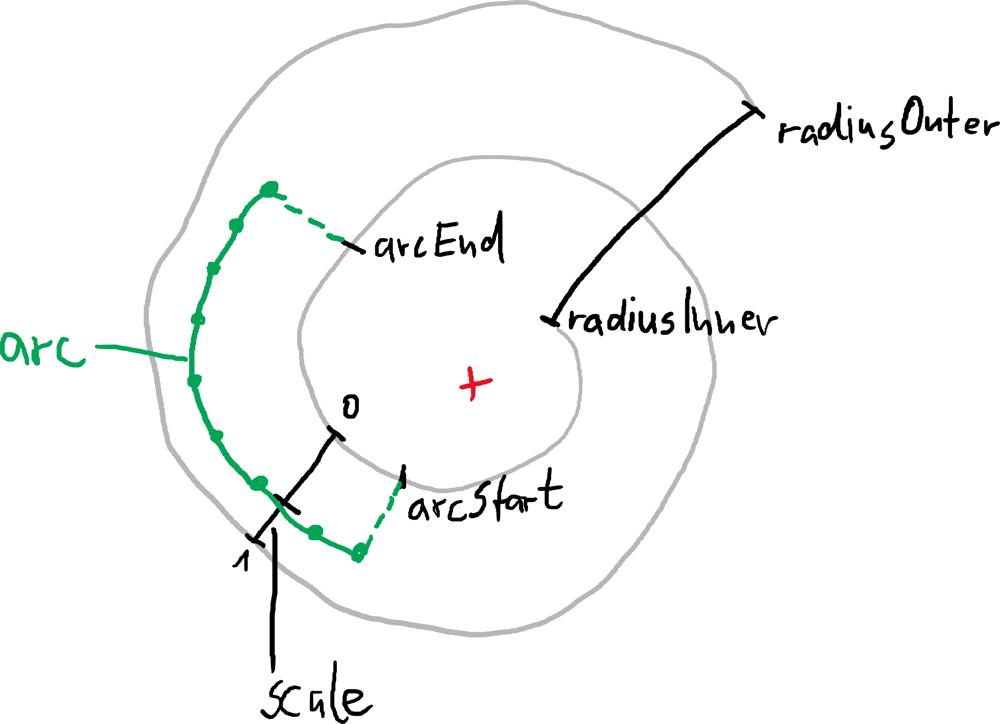 radiusOuter
arcEnd
radiusInner
arc
0
arcStart
1
scale